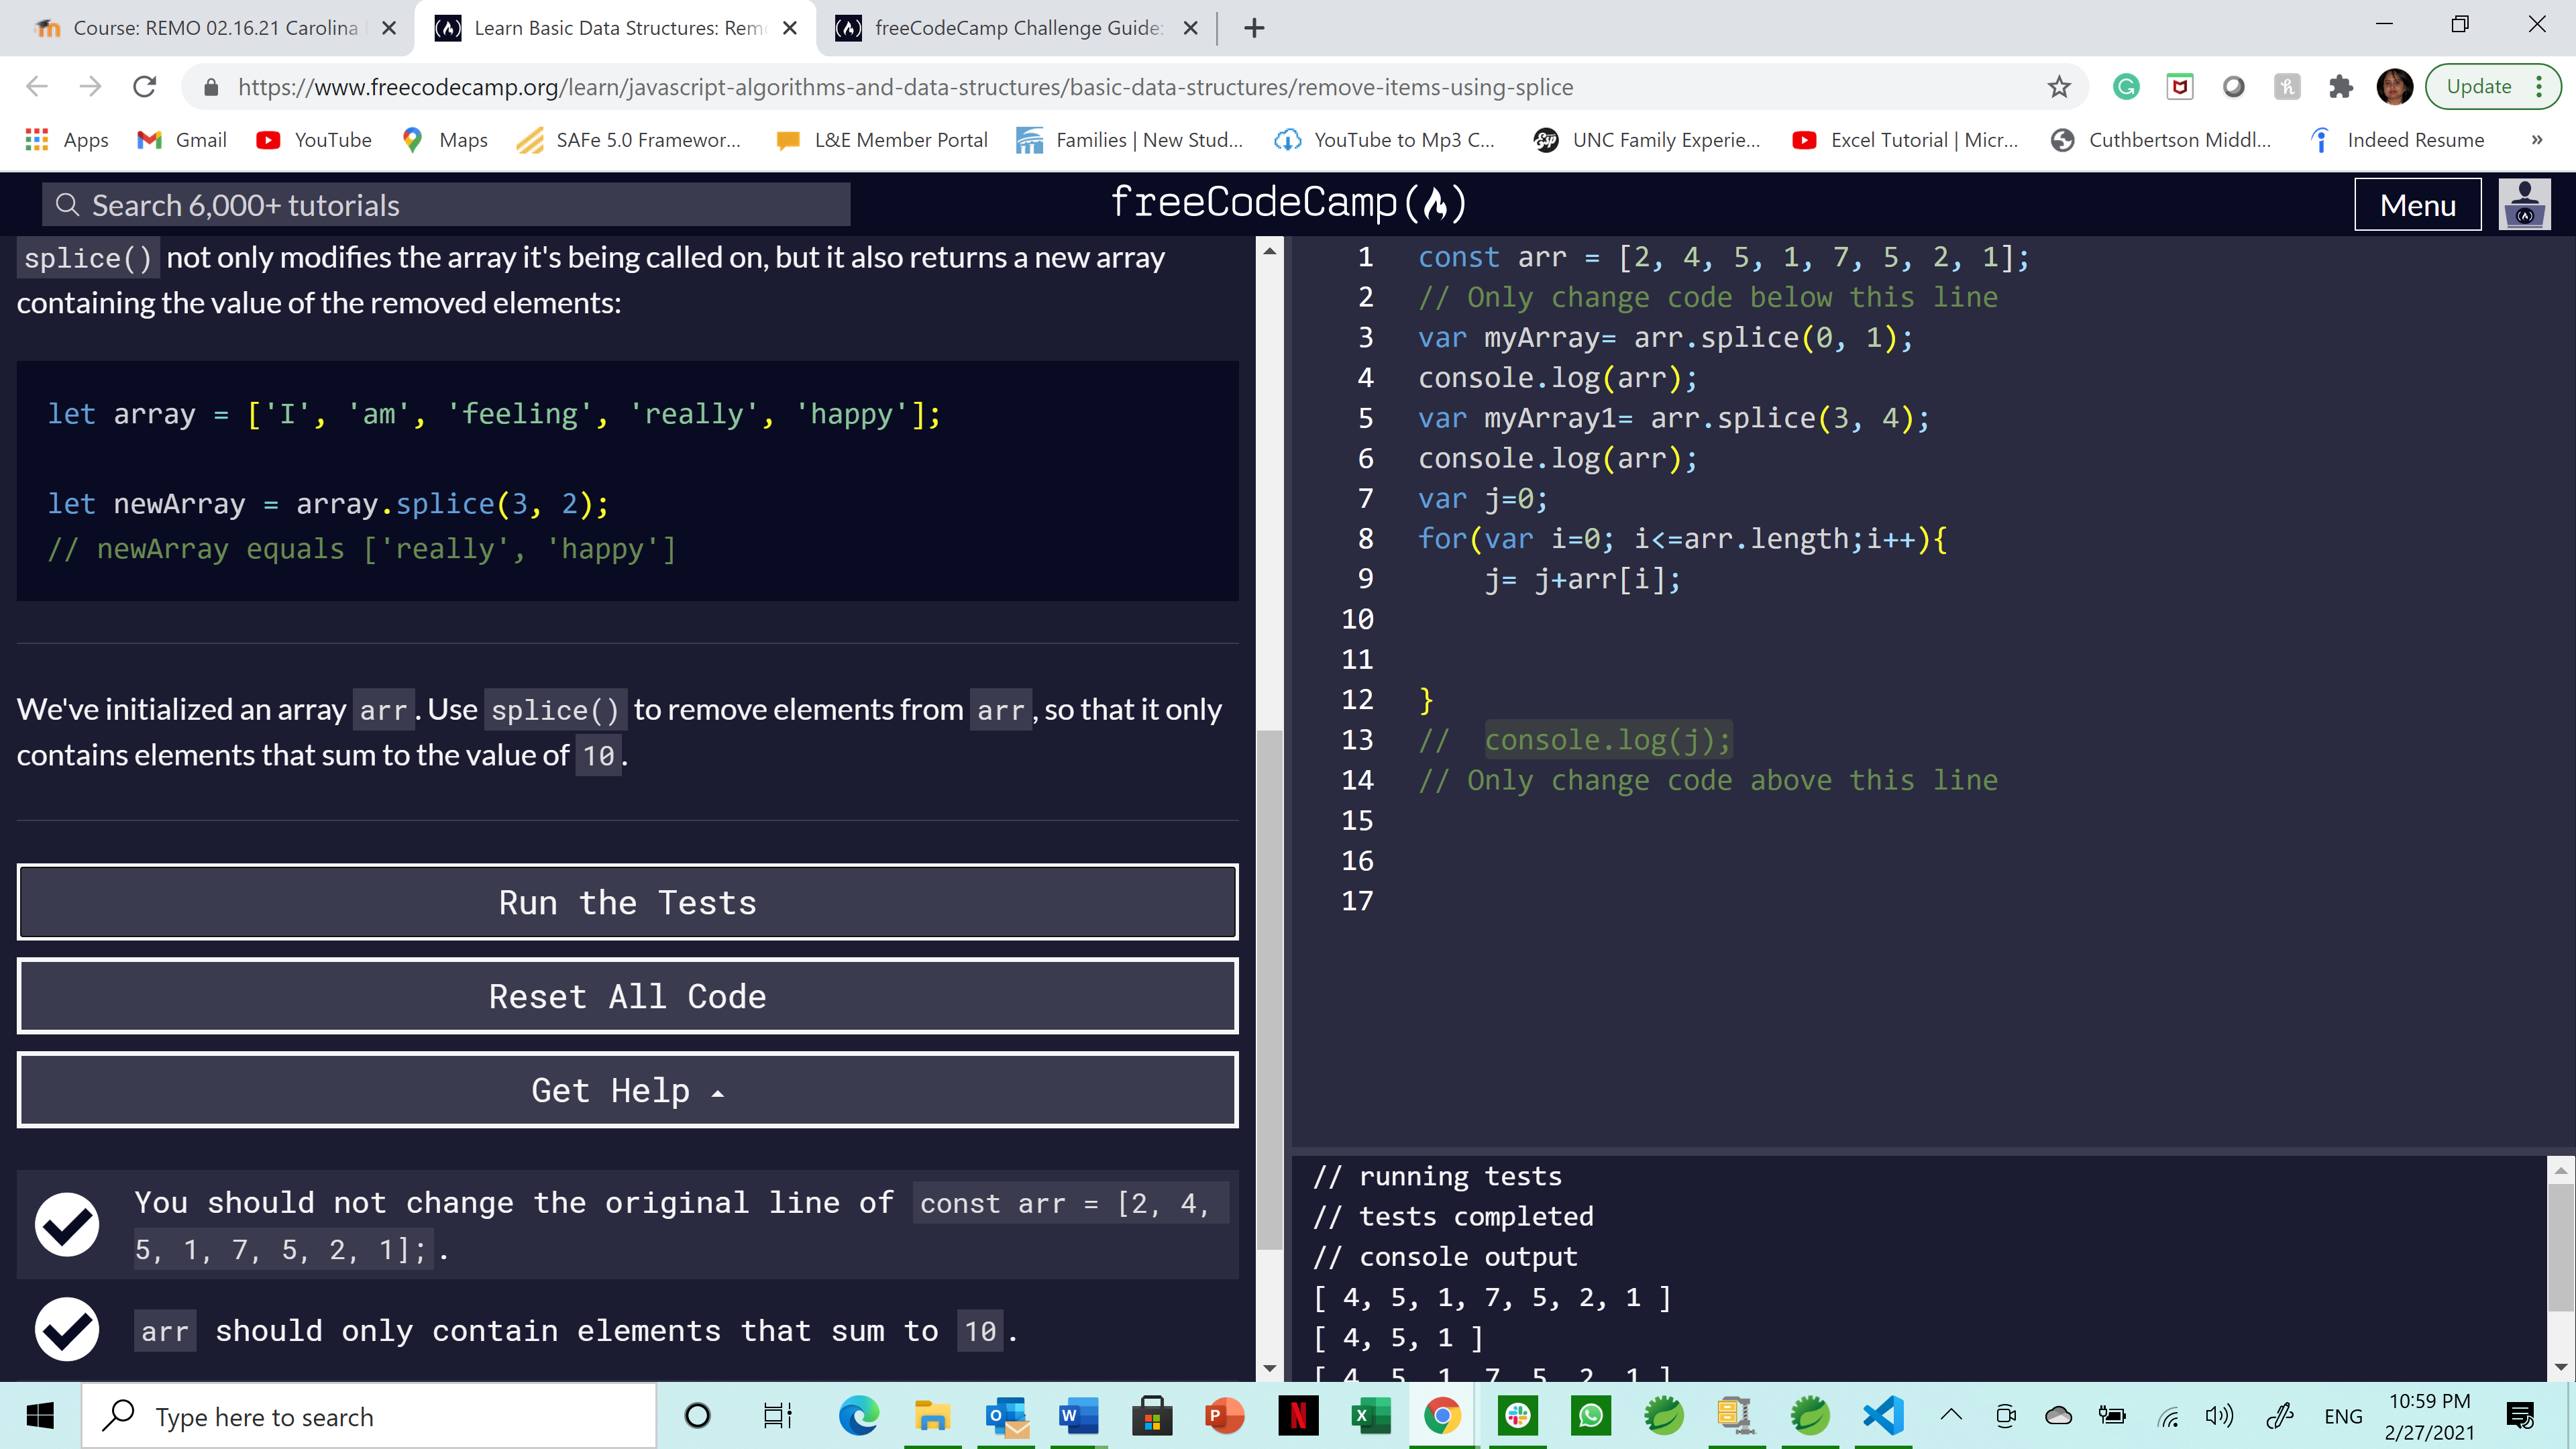 Course: REMO 02.16.21 Carolina
Learn Basic Data Structures: Rem
freeCodeCamp Challenge Guide:
https://www.freecodecamp.org/learn/javascript-algorithms-and-data-structures/basic-data-structures/remove-items-using-splice
Update
Apps
Gmail
YouTube
Maps
SAFe 5.0 Framewor...
L&E Member Portal
Families | New Stud...
YouTube to Mp3 C...
UNC Family Experie...
Excel Tutorial | Micr...
Cuthbertson Middl...
Indeed Resume
»
Search 6,000+ tutorials
freeCodeCamp
Menu
splice() not only modifies the array it's being called on, but it also returns a new array
containing the value of the removed elements:
let array = ['I', 'am', 'feeling', 'really', 'happy'];
let newArray = array.splice(3, 2);
// newArray equals ['really', 'happy']
We've initialized an array arr. Use splice() to remove elements from arr, so that it only
contains elements that sum to the value of 10.
Run the Tests
Reset All Code
Get Help
You should not change the original line of const arr = [2, 4,
5, 1, 7, 5, 2, 1];.
arr should only contain elements that sum to 10.
1 const arr = [2, 4, 5, 1, 7, 5, 2, 1];
2 // Only change code below this line
3 var myArray= arr.splice(0, 1);
4 console.log(arr);
5 var myArray1= arr.splice(3, 4);
6 console.log(arr);
7 var j=0;
8 for(var i=0; i<=arr.length;i++){
9 j= j+arr[i];
10
11
12 }
13 // console.log(j);
14 // Only change code above this line
15
16
17
// running tests
// tests completed
// console output
[ 4, 5, 1, 7, 5, 2, 1 ]
[ 4, 5, 1 ]
[ 4, 5, 1, 7, 5, 2, 1 ]
Type here to search
ENG
10:59 PM
2/27/2021